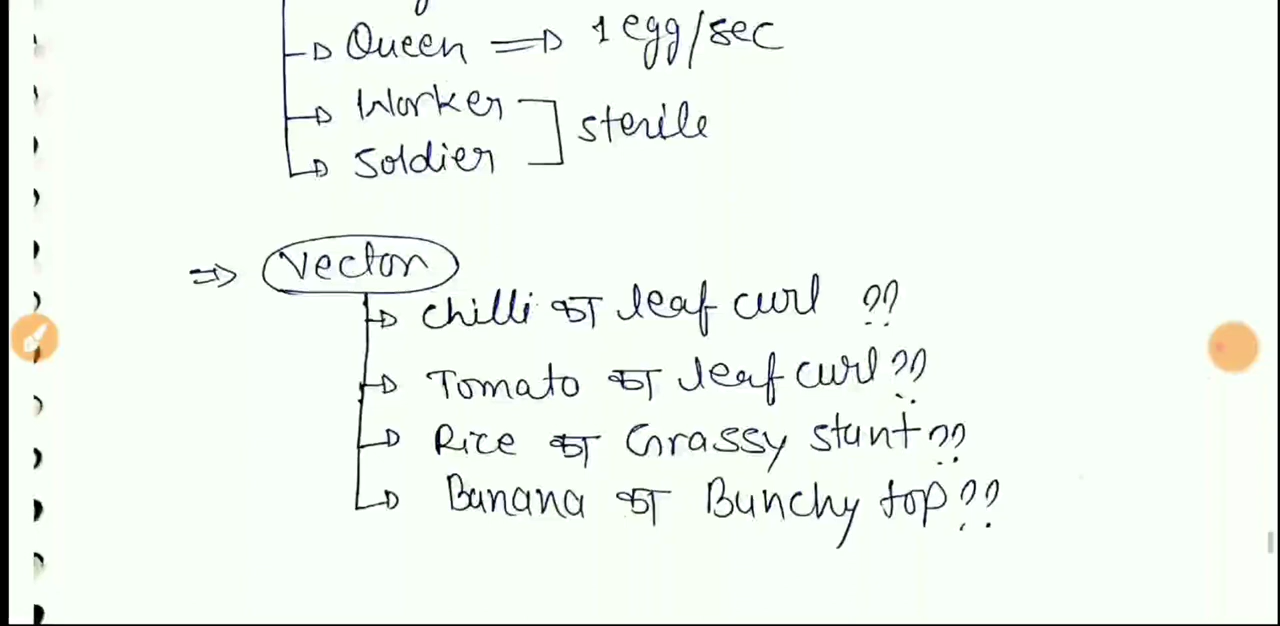 Queen ⇒ 1 egg/sec
Worker
Soldier
sterile
⇒ Vector
Chilli का leaf curl ??
Tomato का leaf curl ??
Rice का Grassy stunt ??
Banana का Bunchy top ??